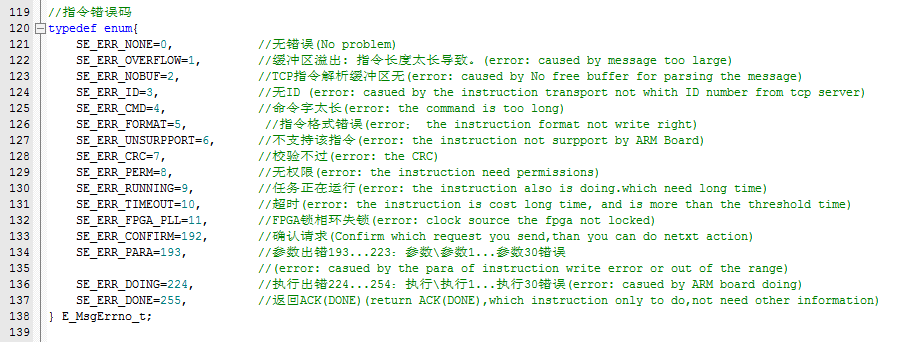 119 //指令错误码
120 typedef enum{
121 SE_ERR_NONE=0, //无错误(No problem)
122 SE_ERR_OVERFLOW=1, //缓冲区溢出: 指令长度太长导致。(error: caused by message too large)
123 SE_ERR_NOBUF=2, //TCP指令解析缓冲区无(error: caused by No free buffer for parsing the message)
124 SE_ERR_ID=3, //无ID (error: casued by the instruction transport not whith ID number from tcp server)
125 SE_ERR_CMD=4, //命令字太长(error: the command is too long)
126 SE_ERR_FORMAT=5, //指令格式错误(error; the instruction format not write right)
127 SE_ERR_UNSURPPORT=6, //不支持该指令(error: the instruction not surpport by ARM Board)
128 SE_ERR_CRC=7, //校验不过(error: the CRC)
129 SE_ERR_PERM=8, //无权限(error: the instruction need permissions)
130 SE_ERR_RUNNING=9, //任务正在运行(error: the instruction also is doing.which need long time)
131 SE_ERR_TIMEOUT=10, //超时(error: the instruction is cost long time, and is more than the threshold time)
132 SE_ERR_FPGA_PLL=11, //FPGA锁相环失锁(error: clock source the fpga not locked)
133 SE_ERR_CONFIRM=192, //确认请求(Confirm which request you send,than you can do netxt action)
134 SE_ERR_PARA=193, //参数出错193...223: 参数\参数1...参数30错误
135 //(error: casued by the para of instruction write error or out of the range)
136 SE_ERR_DOING=224, //执行出错224...254: 执行\执行1...执行30错误(error: casued by ARM board doing)
137 SE_ERR_DONE=255, //返回ACK(DONE)(return ACK(DONE),which instruction only to do,not need other information)
138 } E_MsgErrno_t;
139